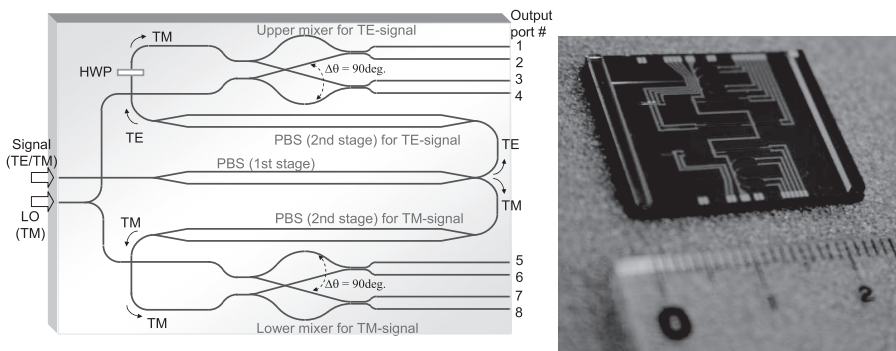 Output
port #
Upper mixer for TE-signal
TM
1
2
HWP
Δθ = 90deg.
3
4
TE
PBS (2nd stage) for TE-signal
TE
Signal
(TE/TM)
PBS (1st stage)
LO
(TM)
TM
PBS (2nd stage) for TM-signal
TM
5
6
Δθ = 90deg.
7
8
TM
Lower mixer for TM-signal
0
2